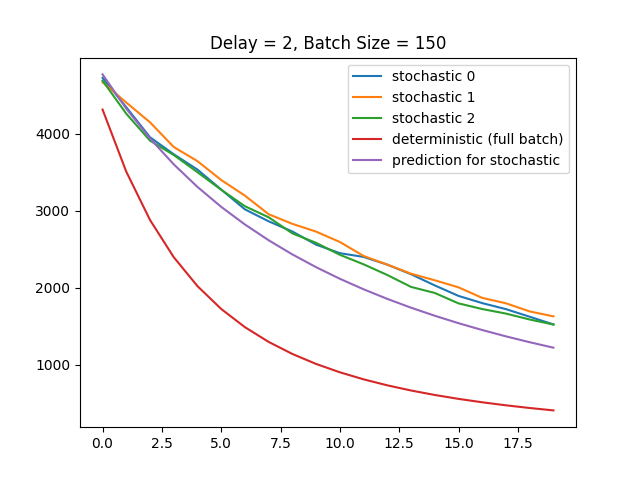 Delay = 2, Batch Size = 150
stochastic 0
stochastic 1
stochastic 2
deterministic (full batch)
prediction for stochastic
4000
3000
2000
1000
0.0 2.5 5.0 7.5 10.0 12.5 15.0 17.5